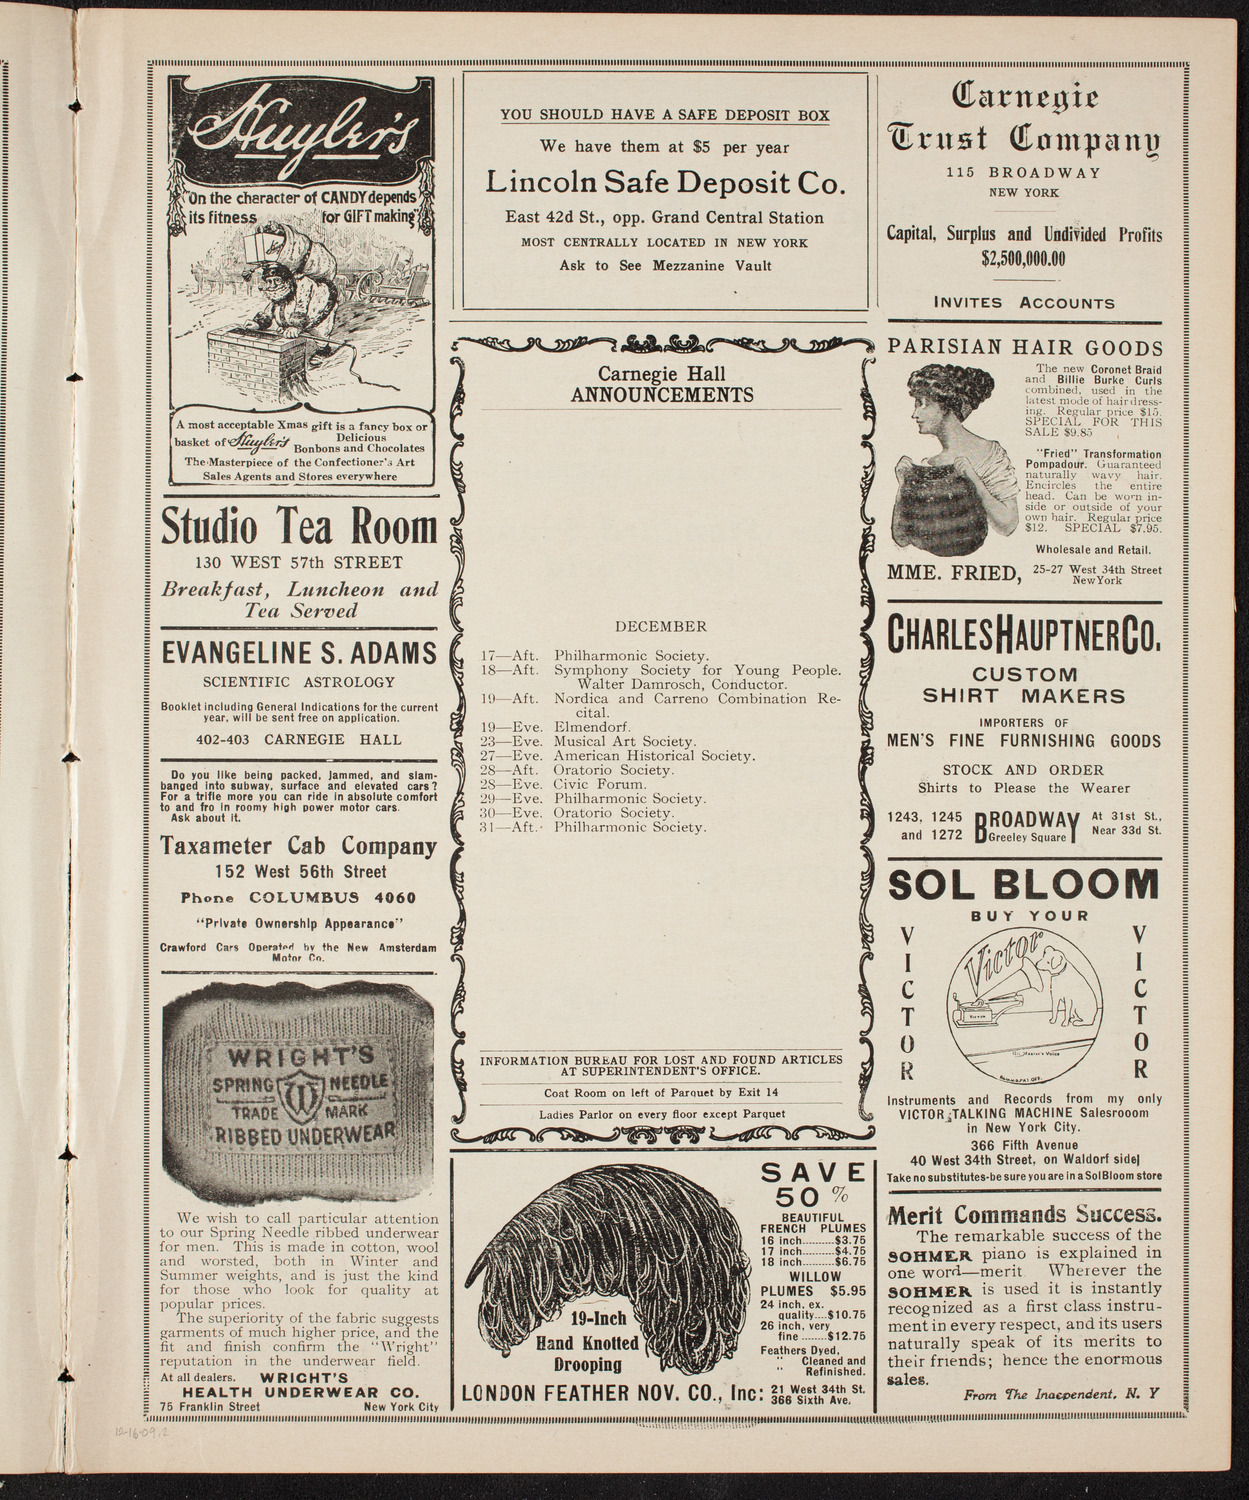 Huyler's
"On the character of CANDY depends
its fitness for GIFT making"
A most acceptable Xmas gift is a fancy box or
basket of Huyler's Delicious
Bonbons and Chocolates
The Masterpiece of the Confectioner's Art
Sales Agents and Stores everywhere
Studio Tea Room
130 WEST 57th STREET
Breakfast, Luncheon and
Tea Served
EVANGELINE S. ADAMS
SCIENTIFIC ASTROLOGY
Booklet including General Indications for the current
year, will be sent free on application.
402-403 CARNEGIE HALL
Do you like being packed, jammed, and slam-
banged into subway, surface and elevated cars?
For a trifle more you can ride in absolute comfort
to and fro in roomy high power motor cars.
Ask about it.
Taxameter Cab Company
152 West 56th Street
Phone COLUMBUS 4060
"Private Ownership Appearance"
Crawford Cars Operated by the New Amsterdam
Motor Co.
WRIGHT'S
SPRING NEEDLE
TRADE MARK
RIBBED UNDERWEAR
We wish to call particular attention
to our Spring Needle ribbed underwear
for men. This is made in cotton, wool
and worsted, both in Winter and
Summer weights, and is just the kind
for those who look for quality at
popular prices.
The superiority of the fabric suggests
garments of much higher price, and the
fit and finish confirm the "Wright"
reputation in the underwear field.
At all dealers. WRIGHT'S
HEALTH UNDERWEAR CO.
75 Franklin Street New York City
YOU SHOULD HAVE A SAFE DEPOSIT BOX
We have them at $5 per year
Lincoln Safe Deposit Co.
East 42d St., opp. Grand Central Station
MOST CENTRALLY LOCATED IN NEW YORK
Ask to See Mezzanine Vault
Carnegie Hall
ANNOUNCEMENTS
DECEMBER
17—Aft. Philharmonic Society.
18—Aft. Symphony Society for Young People.
Walter Damrosch, Conductor.
19—Aft. Nordica and Carreno Combination Re-
cital.
19—Eve. Elmendorf.
23—Eve. Musical Art Society.
27—Eve. American Historical Society.
28—Aft. Oratorio Society.
28—Eve. Civic Forum.
29—Eve. Philharmonic Society.
30—Eve. Oratorio Society.
31—Aft. Philharmonic Society.
INFORMATION BUREAU FOR LOST AND FOUND ARTICLES
AT SUPERINTENDENT'S OFFICE.
Coat Room on left of Parquet by Exit 14
Ladies Parlor on every floor except Parquet
19-Inch
Hand Knotted
Drooping
SAVE
50%
BEAUTIFUL
FRENCH PLUMES
16 inch..........$3.75
17 inch..........$4.75
18 inch..........$6.75
WILLOW
PLUMES $5.95
24 inch, ex.
quality....$10.75
26 inch, very
fine .......$12.75
Feathers Dyed,
" Cleaned and
" Refinished.
LONDON FEATHER NOV. CO., Inc: 21 West 34th St.
366 Sixth Ave.
Carnegie
Trust Company
115 BROADWAY
NEW YORK
Capital, Surplus and Undivided Profits
$2,500,000.00
INVITES ACCOUNTS
PARISIAN HAIR GOODS
The new Coronet Braid
and Billie Burke Curls
combined, used in the
latest mode of hairdress-
ing. Regular price $15.
SPECIAL FOR THIS
SALE $9.85
"Fried" Transformation
Pompadour. Guaranteed
naturally wavy hair.
Encircles the entire
head. Can be worn in-
side or outside of your
own hair. Regular price
$12. SPECIAL $7.95.
Wholesale and Retail.
MME. FRIED, 25-27 West 34th Street
New York
CHARLES HAUPTNER CO.
CUSTOM
SHIRT MAKERS
IMPORTERS OF
MEN'S FINE FURNISHING GOODS
STOCK AND ORDER
Shirts to Please the Wearer
1243, 1245 and 1272 BROADWAY Greeley Square At 31st St., Near 33d St.
SOL BLOOM
BUY YOUR
VICTOR
Victor
Victor
His Master's Voice
VICTOR
Instruments and Records from my only
VICTOR TALKING MACHINE Salesrooom
in New York City.
366 Fifth Avenue
40 West 34th Street, on Waldorf side
Take no substitutes-be sure you are in a Sol Bloom store
Merit Commands Success.
The remarkable success of the
SOHMER piano is explained in
one word—merit. Wherever the
SOHMER is used it is instantly
recognized as a first class instru-
ment in every respect, and its users
naturally speak of its merits to
their friends; hence the enormous
sales.
From The Independent, N. Y
12-16-09.2